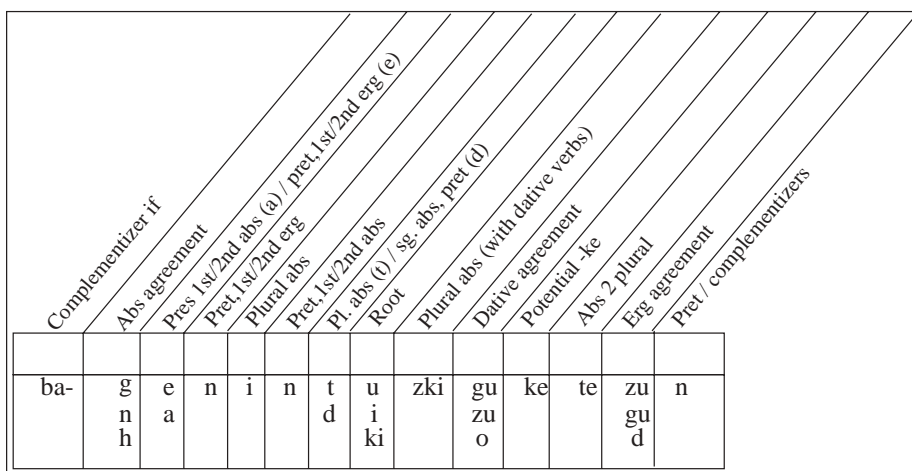 Complementizer if
Abs agreement
Pres 1st/2nd abs (a) / pret,1st/2nd erg (e)
Pret,1st/2nd erg
Plural abs
Pret,1st/2nd abs
Pl. abs (t) / sg. abs, pret (d)
Root
Plural abs (with dative verbs)
Dative agreement
Potential -ke
Abs 2 plural
Erg agreement
Pret / complementizers
ba- g e n i n t u zki gu ke te zu n
n a d i zu gu
h ki o d